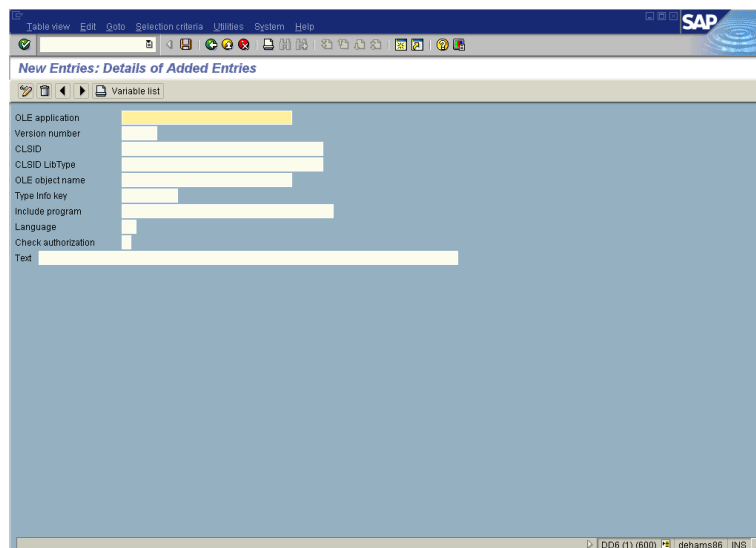 Table view Edit Goto Selection criteria Utilities System Help
SAP
New Entries: Details of Added Entries
Variable list
OLE application
Version number
CLSID
CLSID LibType
OLE object name
Type Info key
Include program
Language
Check authorization
Text
DD6 (1) (600) dehams86 INS